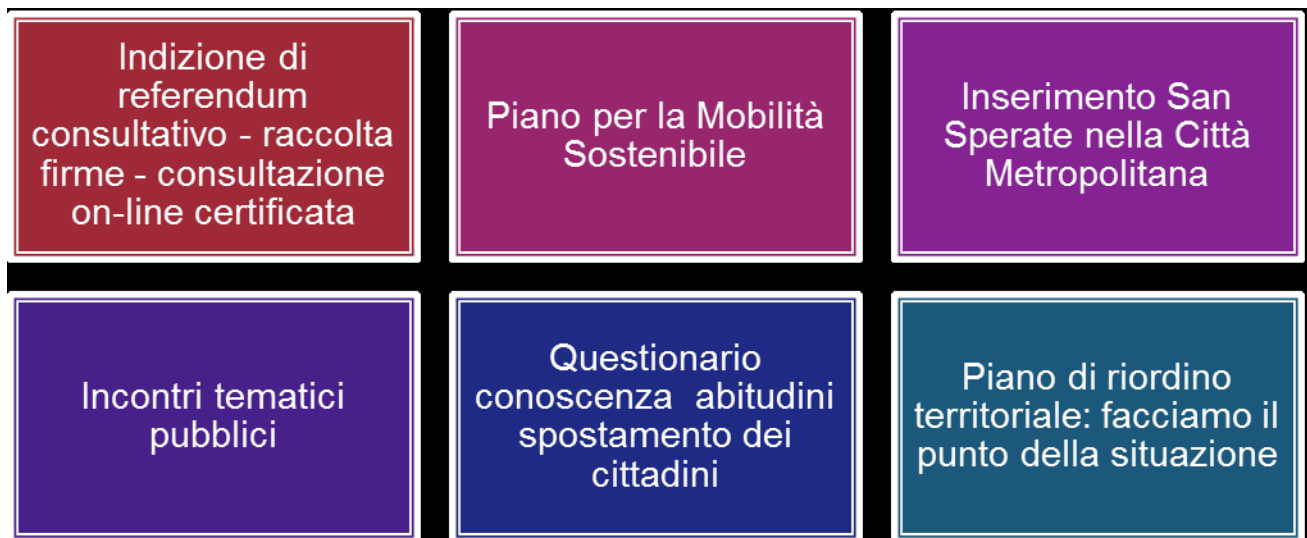 Indizione di
referendum
consultativo - raccolta
firme - consultazione
on-line certificata
Piano per la Mobilità
Sostenibile
Inserimento San
Sperate nella Città
Metropolitana
Incontri tematici
pubblici
Questionario
conoscenza  abitudini
spostamento dei
cittadini
Piano di riordino
territoriale: facciamo il
punto della situazione